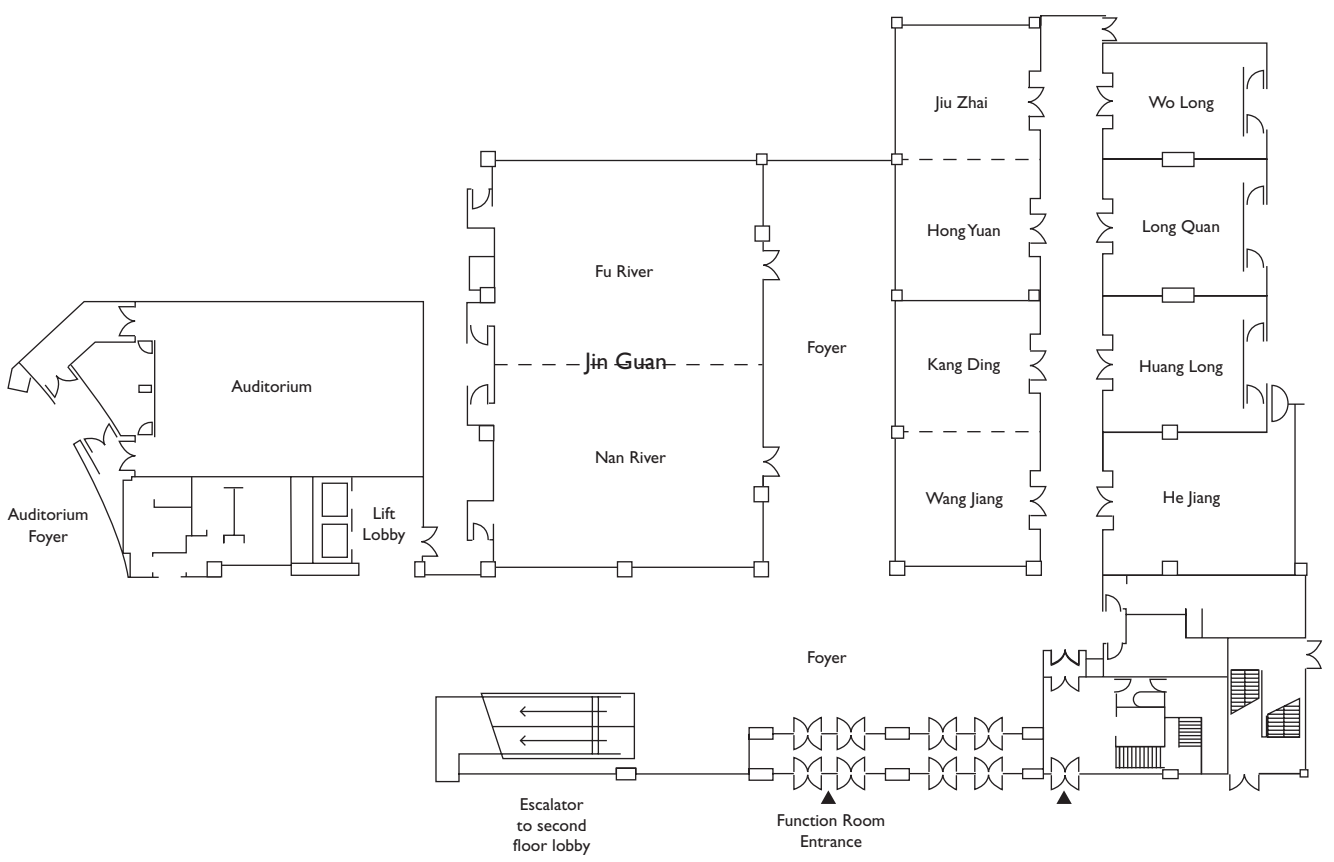 Jiu Zhai
Wo Long
Hong Yuan
Long Quan
Fu River
Foyer
Jin Guan
Kang Ding
Huang Long
Auditorium
Nan River
Wang Jiang
He Jiang
Auditorium
Foyer
Lift
Lobby
Foyer
Escalator
to second
floor lobby
Function Room
Entrance